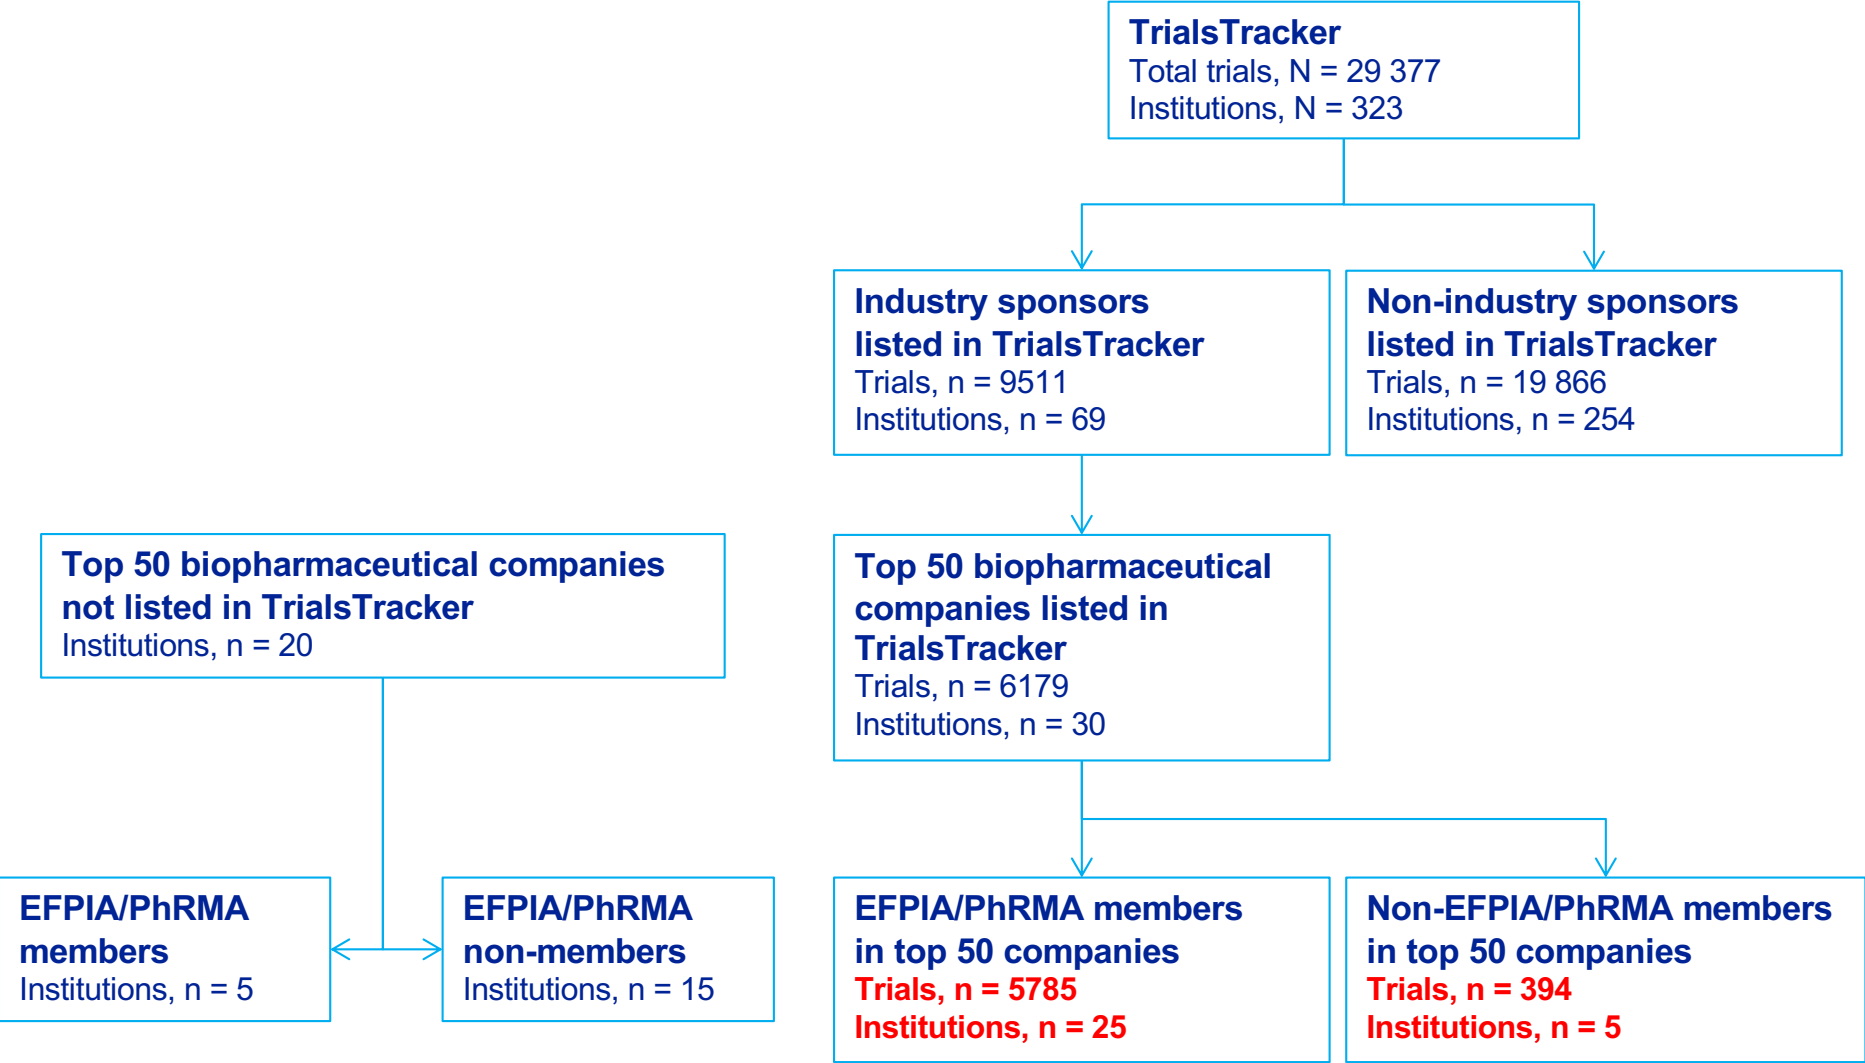 TrialsTracker
Total trials, N = 29 377
Institutions, N = 323
Industry sponsors
listed in TrialsTracker
Trials, n = 9511
Institutions, n = 69
Non-industry sponsors
listed in TrialsTracker
Trials, n = 19 866
Institutions, n = 254
Top 50 biopharmaceutical companies
not listed in TrialsTracker
Institutions, n = 20
Top 50 biopharmaceutical
companies listed in
TrialsTracker
Trials, n = 6179
Institutions, n = 30
EFPIA/PhRMA
members
Institutions, n = 5
EFPIA/PhRMA
non-members
Institutions, n = 15
EFPIA/PhRMA members
in top 50 companies
Trials, n = 5785
Institutions, n = 25
Non-EFPIA/PhRMA members
in top 50 companies
Trials, n = 394
Institutions, n = 5